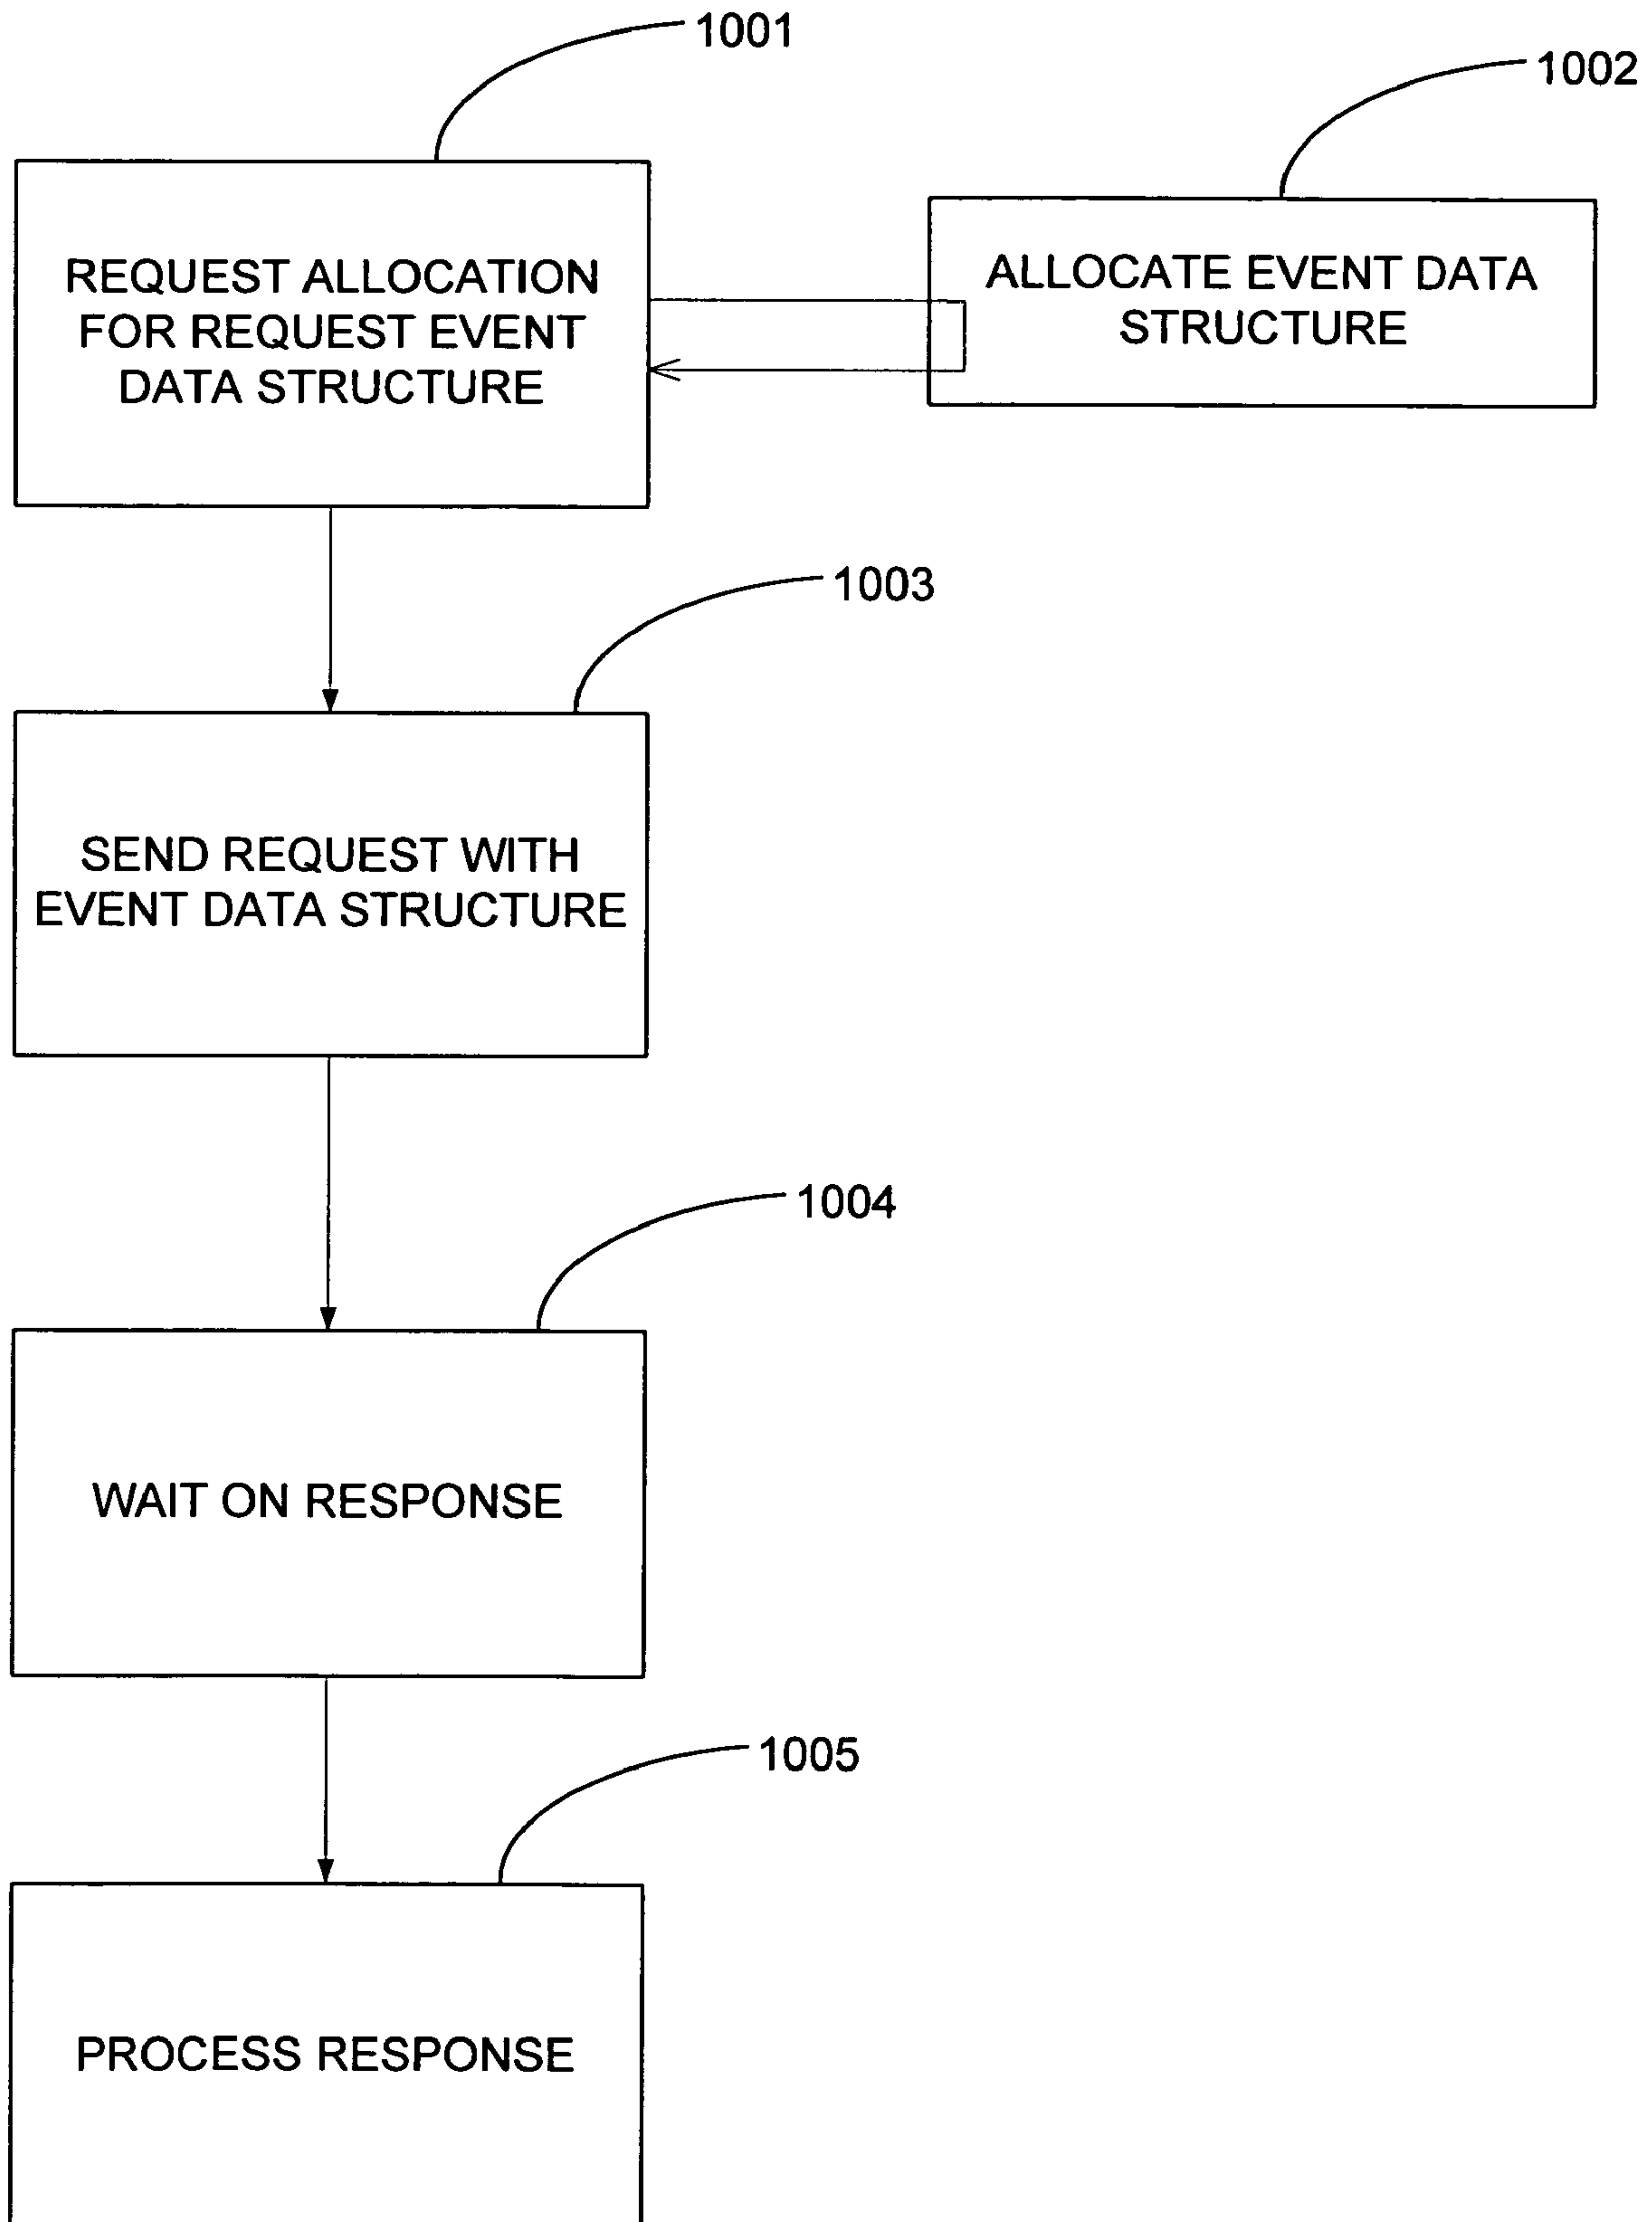 1001
1002
REQUEST ALLOCATION
FOR REQUEST EVENT
DATA STRUCTURE
ALLOCATE EVENT DATA
STRUCTURE
1003
SEND REQUEST WITH
EVENT DATA STRUCTURE
1004
WAIT ON RESPONSE
1005
PROCESS RESPONSE